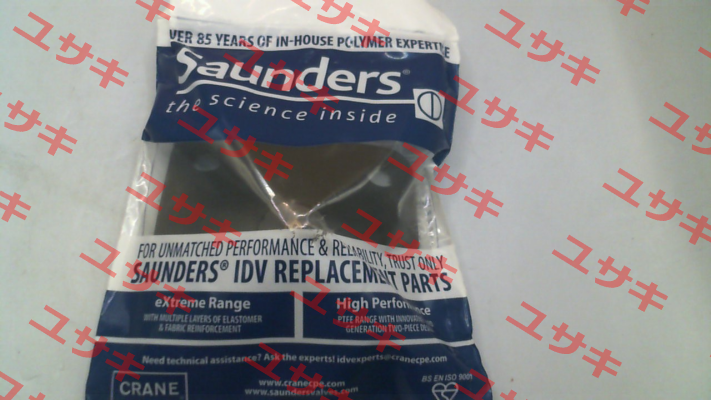 VER 85 YEARS OF IN-HOUSE POLYMER EXPERTISE
Saunders®
the science inside
FOR UNMATCHED PERFORMANCE & RELIABILITY, TRUST ONLY
SAUNDERS® IDV REPLACEMENT PARTS
eXtreme Range
WITH MULTIPLE LAYERS OF ELASTOMER
& FABRIC REINFORCEMENT
High Performance
PTFE RANGE WITH
GENERATION TWO-PIECE
Need technical assistance? Ask the experts! idvexperts@cranecpe.com
CRANE
www.cranecpe.com
www.saundersvalves.com
BS EN ISO 9001
ユサキ